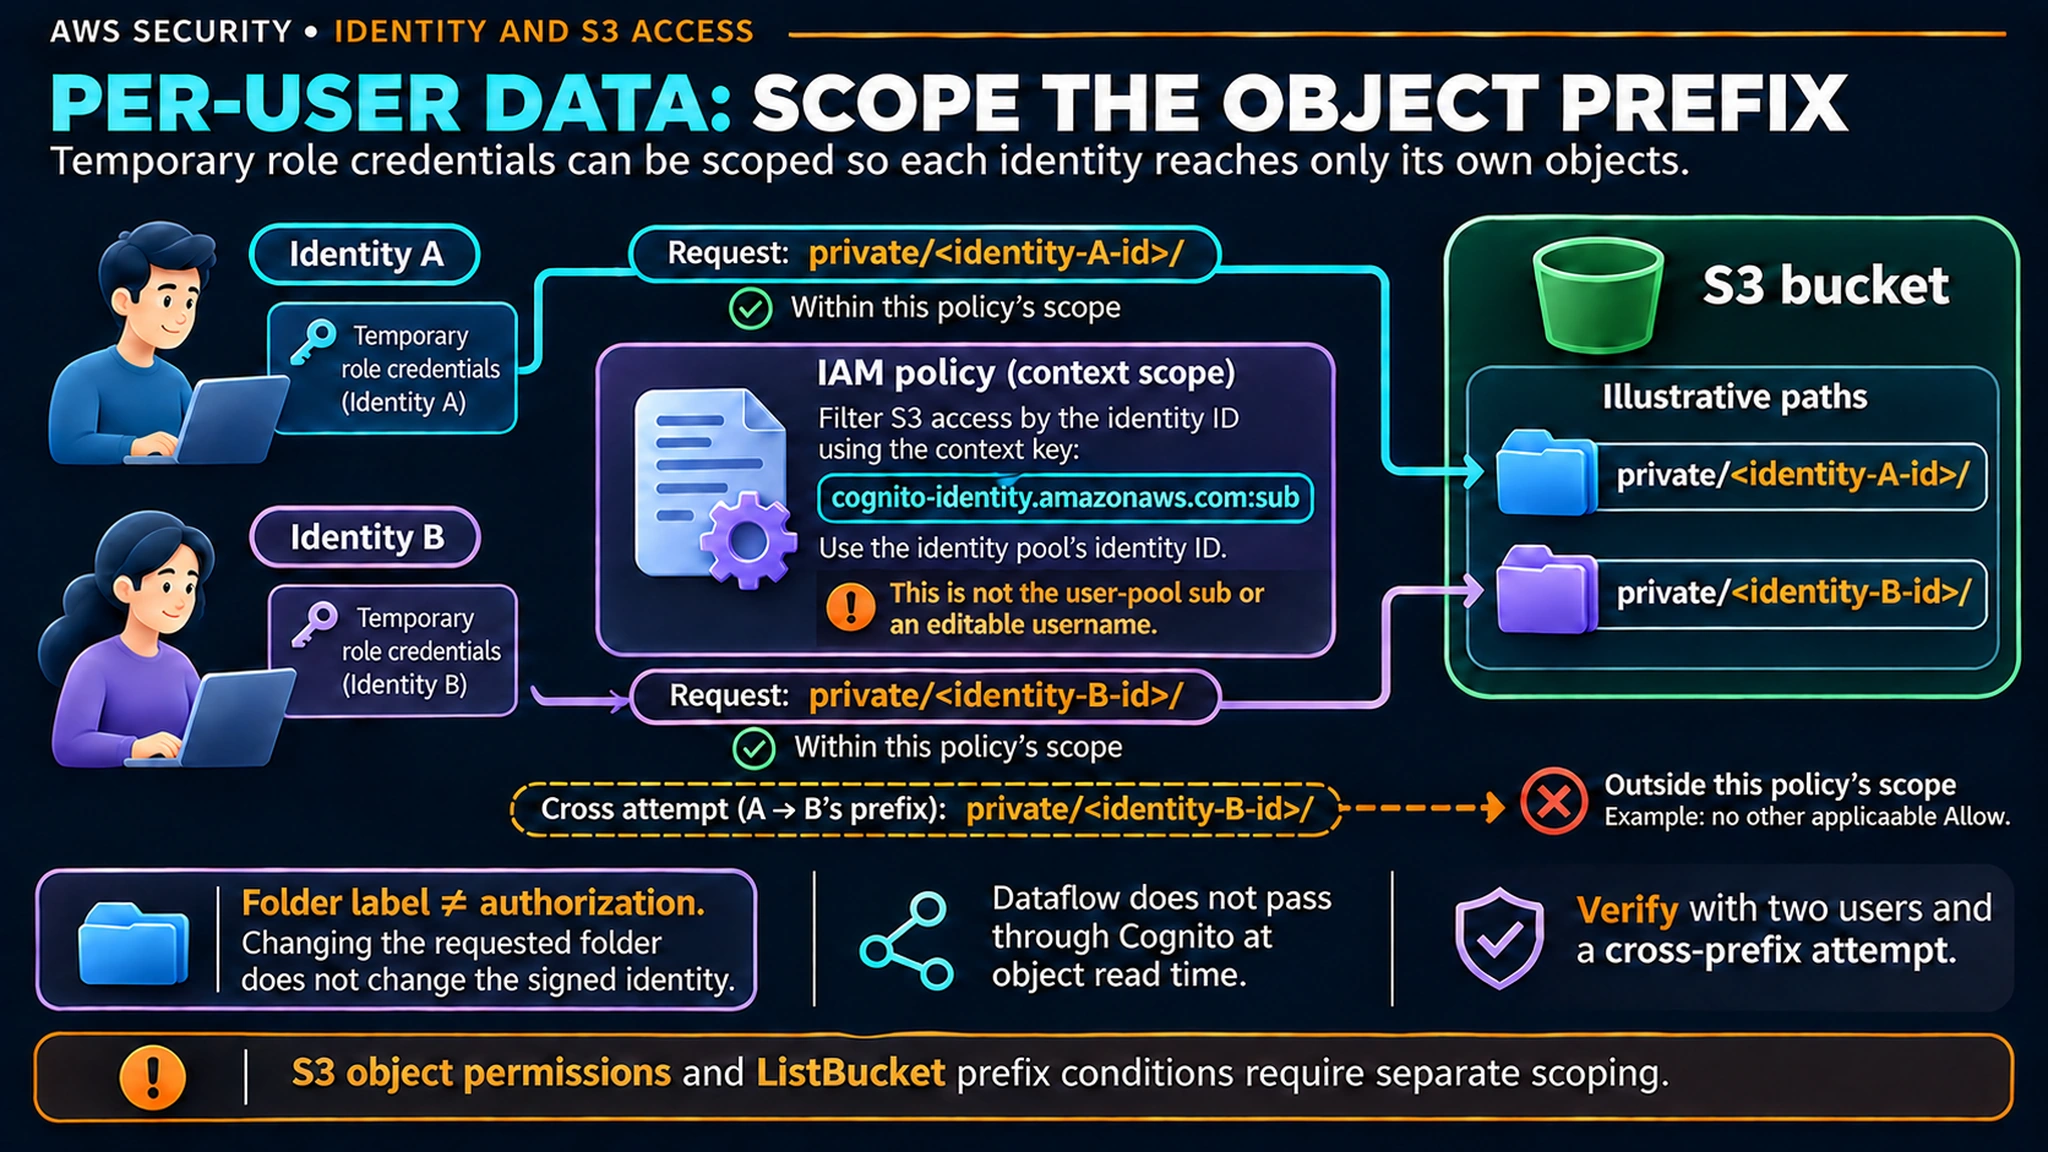 AWS SECURITY • IDENTITY AND S3 ACCESS
PER-USER DATA: SCOPE THE OBJECT PREFIX
Temporary role credentials can be scoped so each identity reaches only its own objects.
Identity A
Temporary
role credentials
(Identity A)
Request: private/<identity-A-id>/
Within this policy's scope
IAM policy (context scope)
Filter S3 access by the identity ID
using the context key:
cognito-identity.amazonaws.com:sub
Use the identity pool's identity ID.
This is not the user-pool sub or
an editable username.
S3 bucket
Illustrative paths
private/<identity-A-id>/
private/<identity-B-id>/
Identity B
Temporary
role credentials
(Identity B)
Request: private/<identity-B-id>/
Within this policy's scope
Cross attempt (A → B's prefix): private/<identity-B-id>/
Outside this policy's scope
Example: no other applicaable Allow.
Folder label ≠ authorization.
Changing the requested folder
does not change the signed identity.
Dataflow does not pass
through Cognito at
object read time.
Verify with two users and
a cross-prefix attempt.
S3 object permissions and ListBucket prefix conditions require separate scoping.